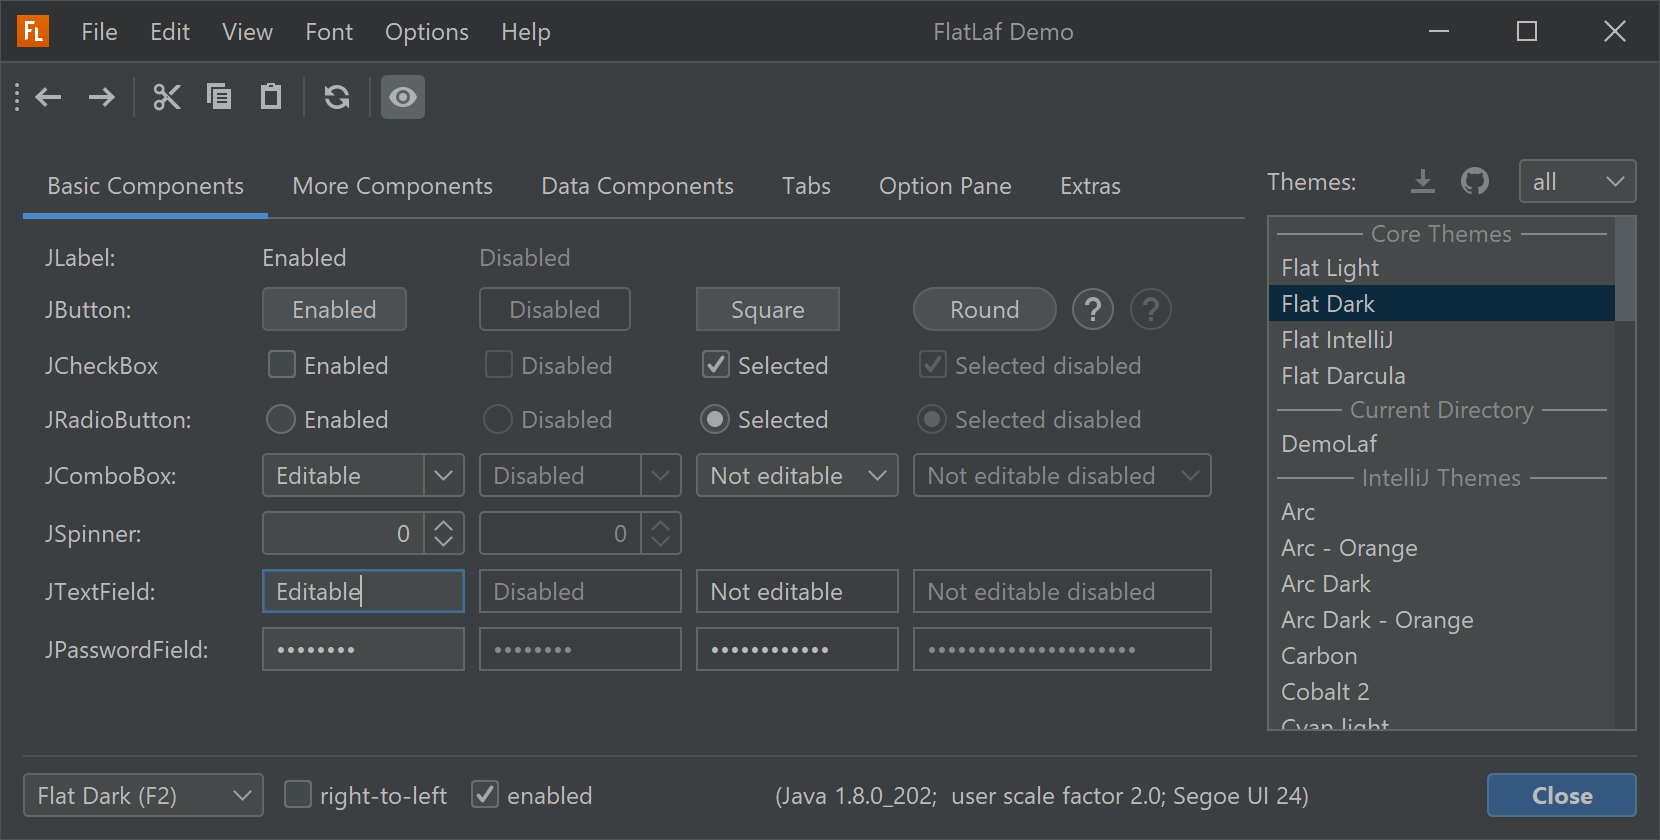 FL File Edit View Font Options Help FlatLaf Demo
Basic Components More Components Data Components Tabs Option Pane Extras
JLabel: Enabled Disabled
JButton: Enabled Disabled Square Round ? ?
JCheckBox Enabled Disabled Selected Selected disabled
JRadioButton: Enabled Disabled Selected Selected disabled
JComboBox: Editable Disabled Not editable Not editable disabled
JSpinner: 0 0
JTextField: Editable Disabled Not editable Not editable disabled
JPasswordField: •••••••• •••••••• •••••••••••• •••••••••••••••••••••
Themes: all
Core Themes
Flat Light
Flat Dark
Flat IntelliJ
Flat Darcula
Current Directory
DemoLaf
IntelliJ Themes
Arc
Arc - Orange
Arc Dark
Arc Dark - Orange
Carbon
Cobalt 2
Cyan light
Flat Dark (F2) right-to-left enabled (Java 1.8.0_202; user scale factor 2.0; Segoe UI 24) Close